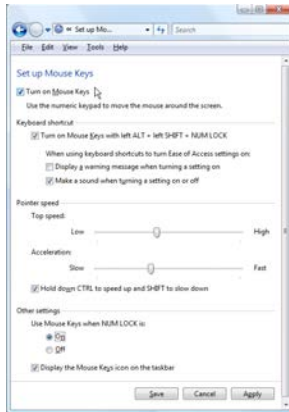 Set up Mo...
Search
File Edit View Tools Help
Set up Mouse Keys
Turn on Mouse Keys
Use the numeric keypad to move the mouse around the screen.
Keyboard shortcut
Turn on Mouse Keys with left ALT + left SHIFT + NUM LOCK
When using keyboard shortcuts to turn Ease of Access settings on:
Display a warning message when turning a setting on
Make a sound when turning a setting on or off
Pointer speed
Top speed:
Low High
Acceleration:
Slow Fast
Hold down CTRL to speed up and SHIFT to slow down
Other settings
Use Mouse Keys when NUM LOCK is:
On
Off
Display the Mouse Keys icon on the taskbar
Save Cancel Apply